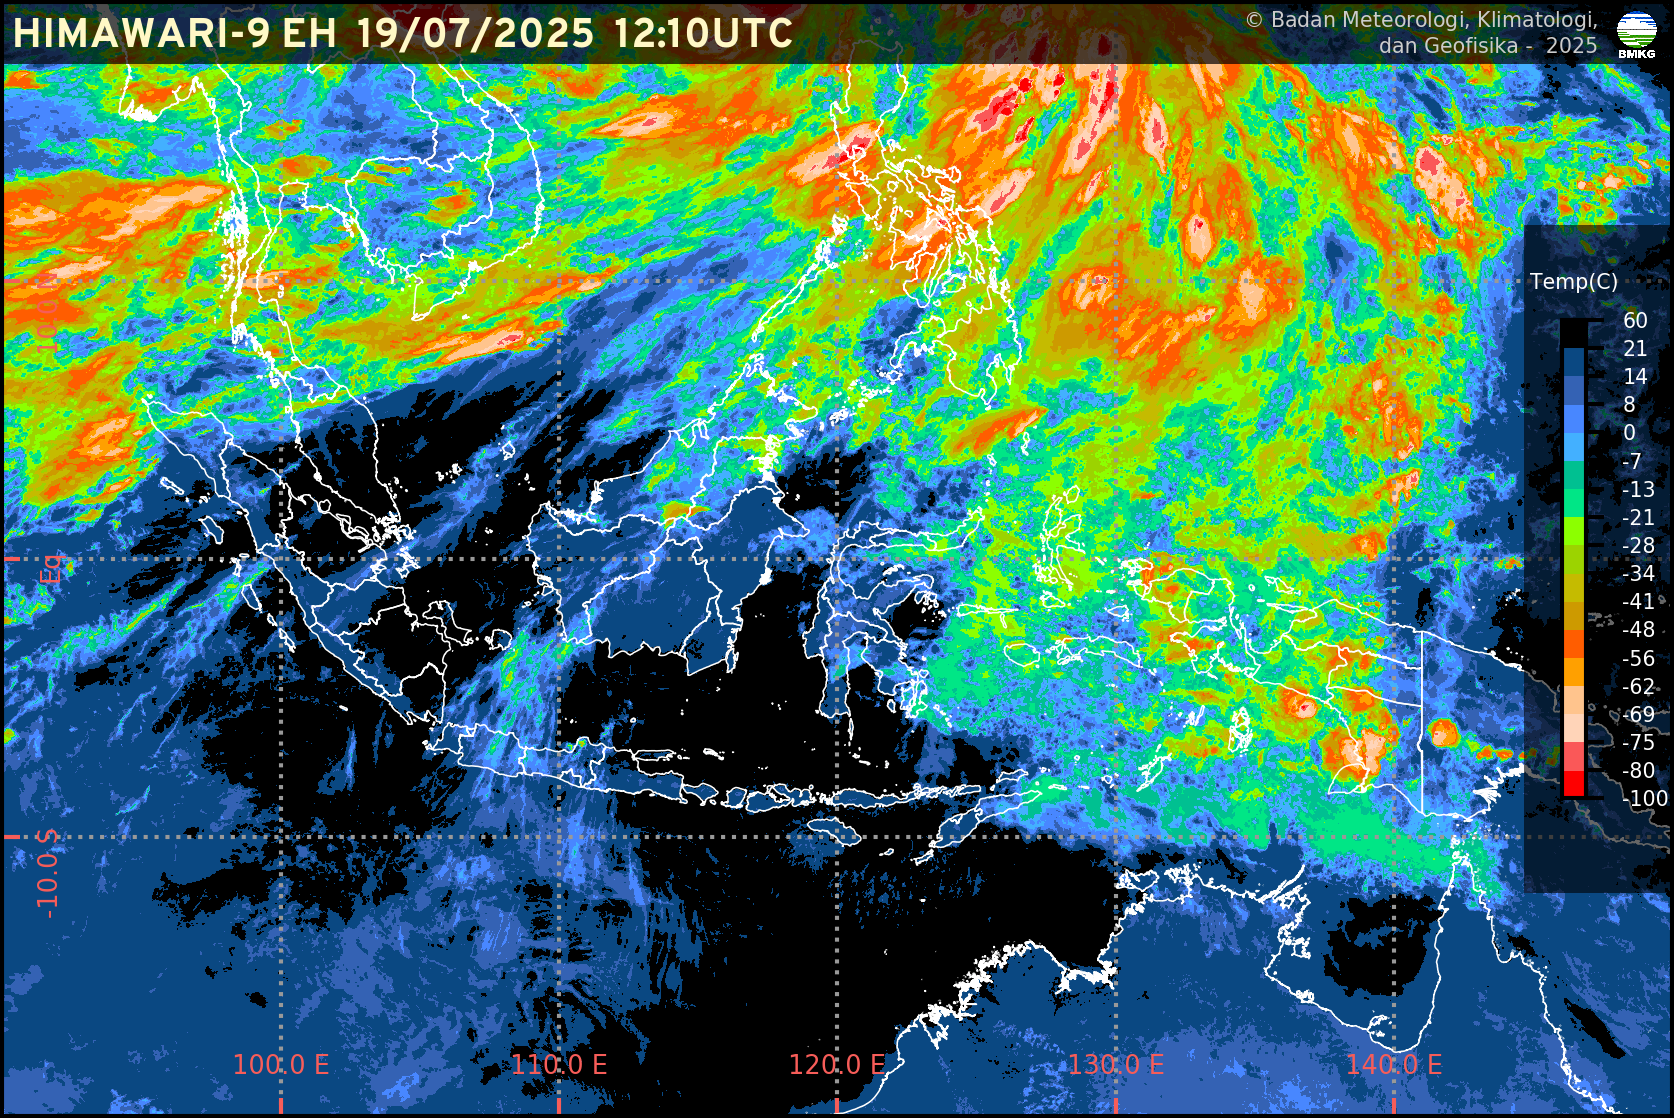 HIMAWARI-9 EH 19/07/2025 12:10UTC
© Badan Meteorologi, Klimatologi,
dan Geofisika - 2025
BMKG
Temp(C)
60
21
14
8
0
-7
-13
-21
-28
-34
-41
-48
-56
-62
-69
-75
-80
-100
Eq
-10.0 S
100.0 E
110.0 E
120.0 E
130.0 E
140.0 E